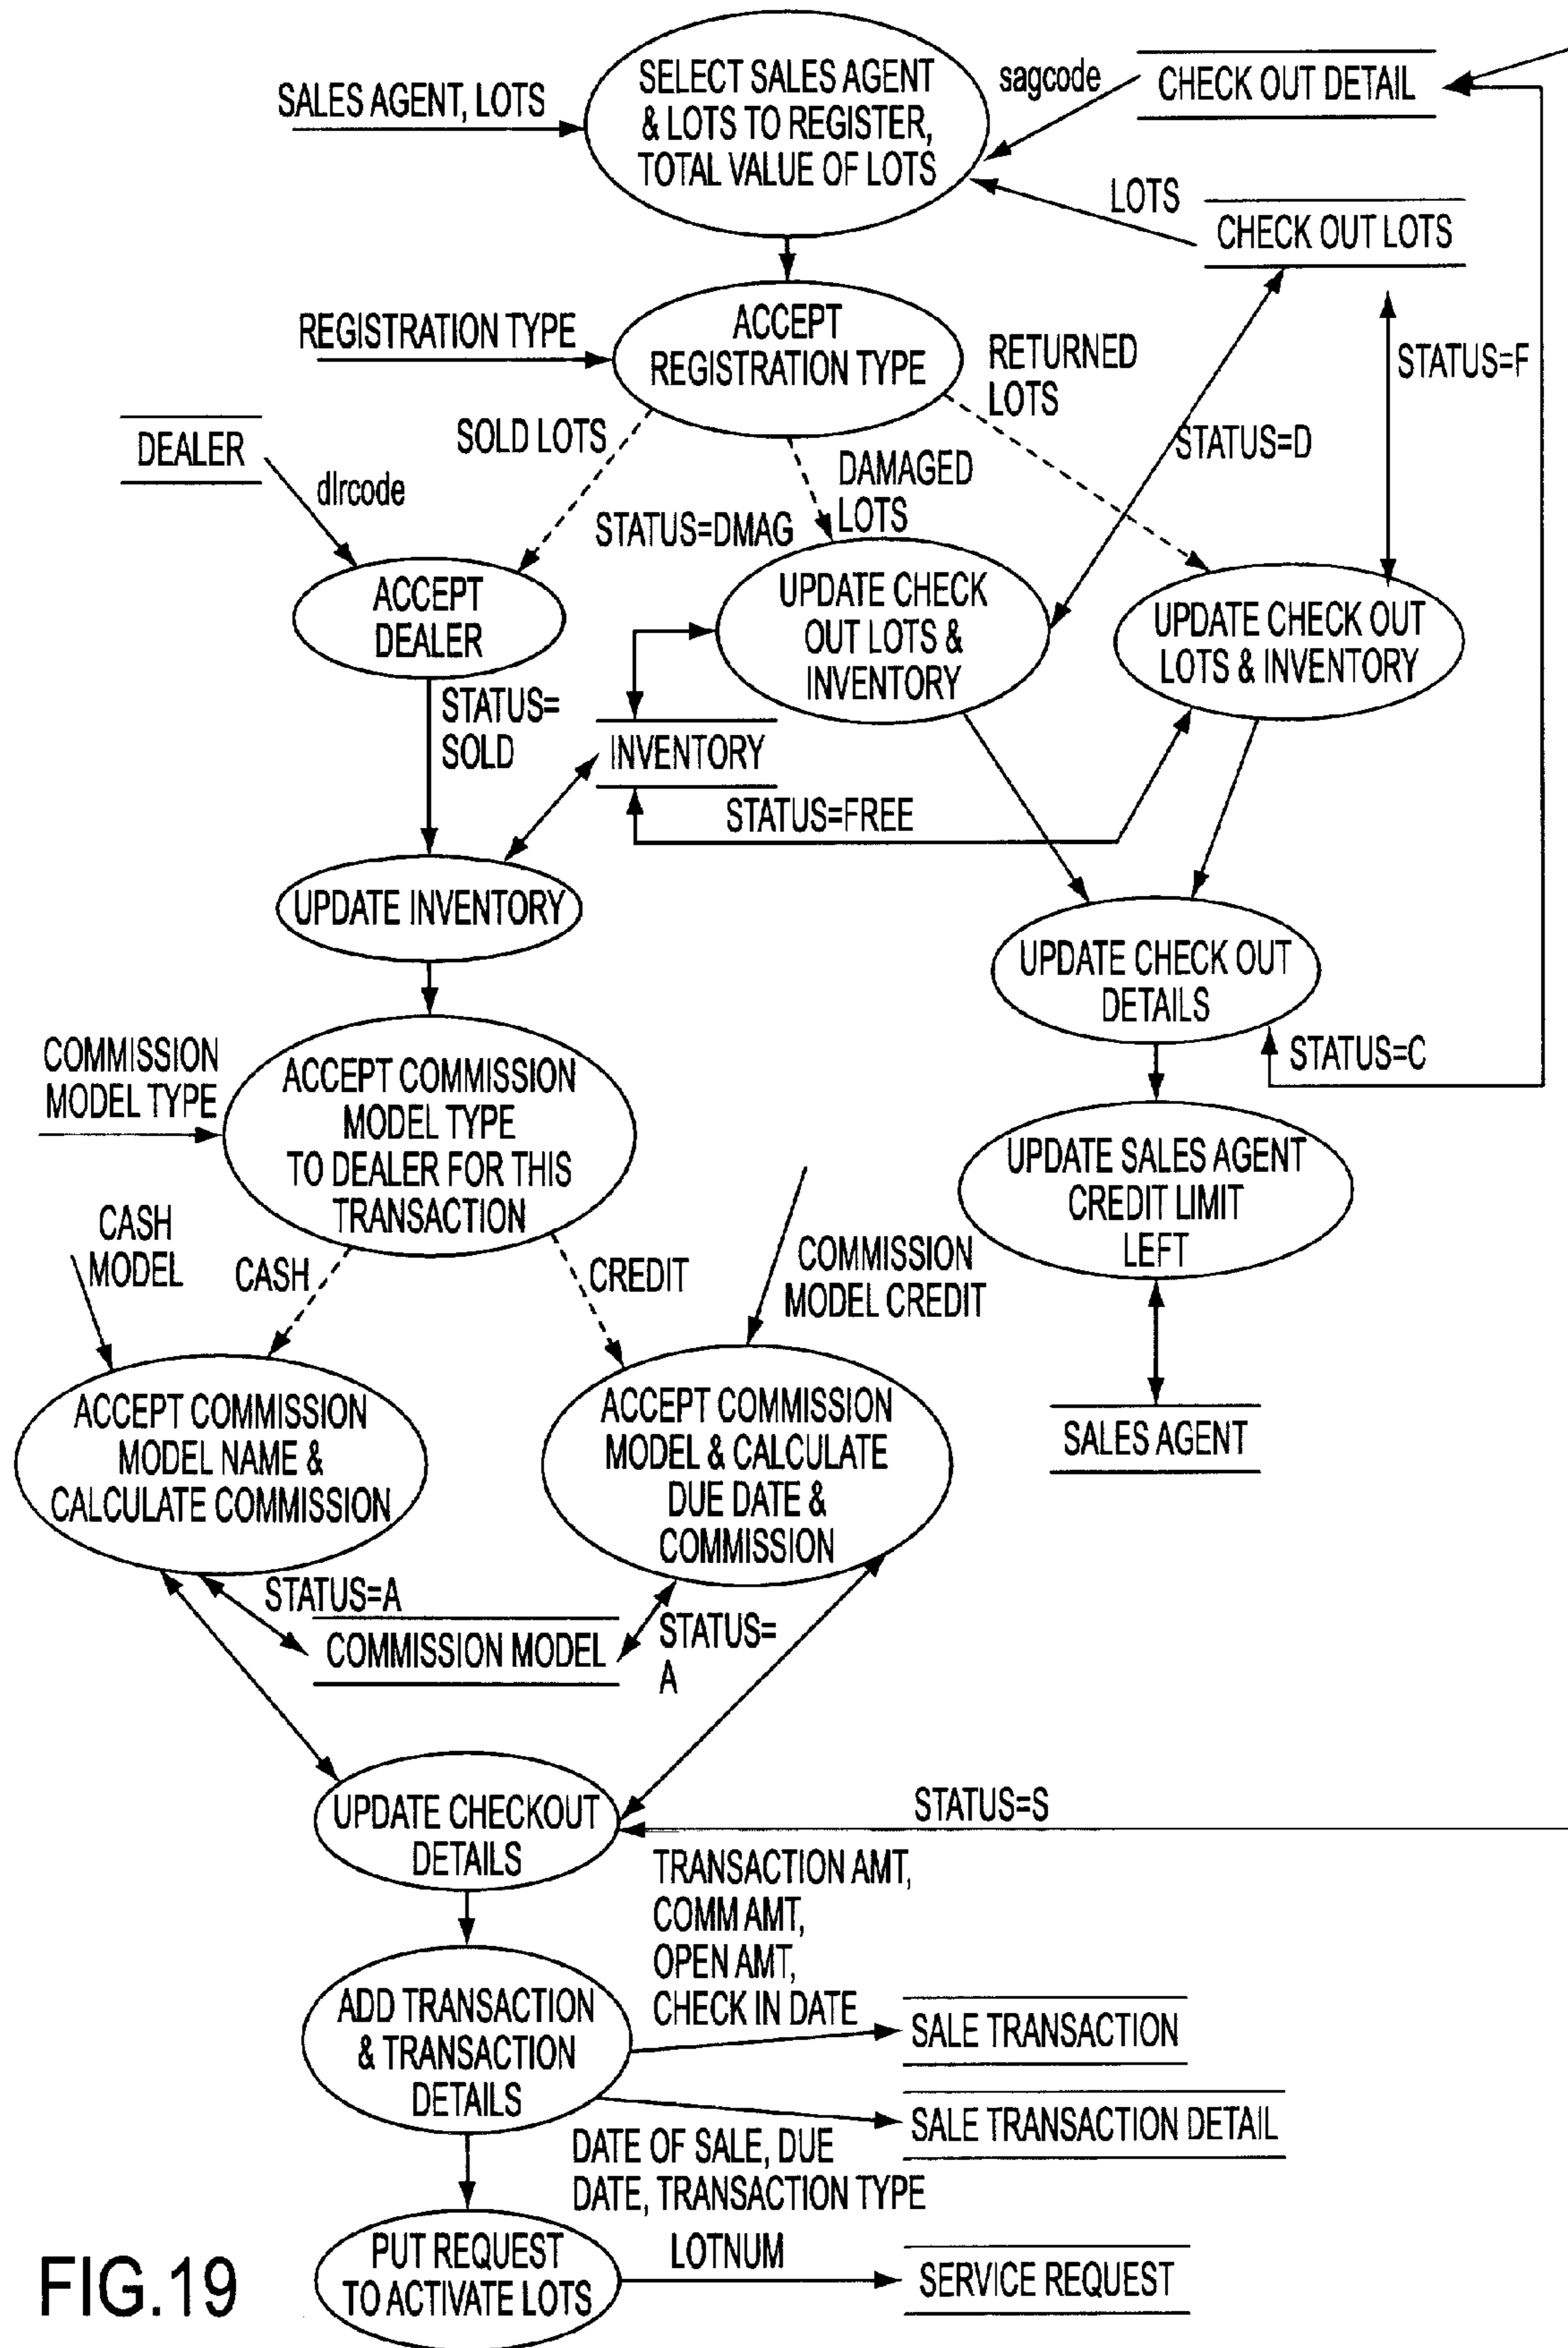 SALES AGENT, LOTS
SELECT SALES AGENT
& LOTS TO REGISTER,
TOTAL VALUE OF LOTS
sagcode
CHECK OUT DETAIL
LOTS
CHECK OUT LOTS
REGISTRATION TYPE
ACCEPT
REGISTRATION TYPE
RETURNED
LOTS
STATUS=F
DEALER
dlrcode
SOLD LOTS
STATUS=DMAG
DAMAGED
LOTS
STATUS=D
ACCEPT
DEALER
UPDATE CHECK
OUT LOTS &
INVENTORY
UPDATE CHECK OUT
LOTS & INVENTORY
STATUS=
SOLD
INVENTORY
STATUS=FREE
UPDATE INVENTORY
UPDATE CHECK OUT
DETAILS
STATUS=C
COMMISSION
MODEL TYPE
ACCEPT COMMISSION
MODEL TYPE
TO DEALER FOR THIS
TRANSACTION
UPDATE SALES AGENT
CREDIT LIMIT
LEFT
CASH
MODEL
CASH
CREDIT
COMMISSION
MODEL CREDIT
ACCEPT COMMISSION
MODEL NAME &
CALCULATE COMMISSION
ACCEPT COMMISSION
MODEL & CALCULATE
DUE DATE &
COMMISSION
SALES AGENT
STATUS=A
COMMISSION MODEL
STATUS=
A
UPDATE CHECKOUT
DETAILS
STATUS=S
TRANSACTION AMT,
COMM AMT,
OPEN AMT,
CHECK IN DATE
ADD TRANSACTION
& TRANSACTION
DETAILS
SALE TRANSACTION
SALE TRANSACTION DETAIL
DATE OF SALE, DUE
DATE, TRANSACTION TYPE
PUT REQUEST
TO ACTIVATE LOTS
LOTNUM
SERVICE REQUEST
FIG.19